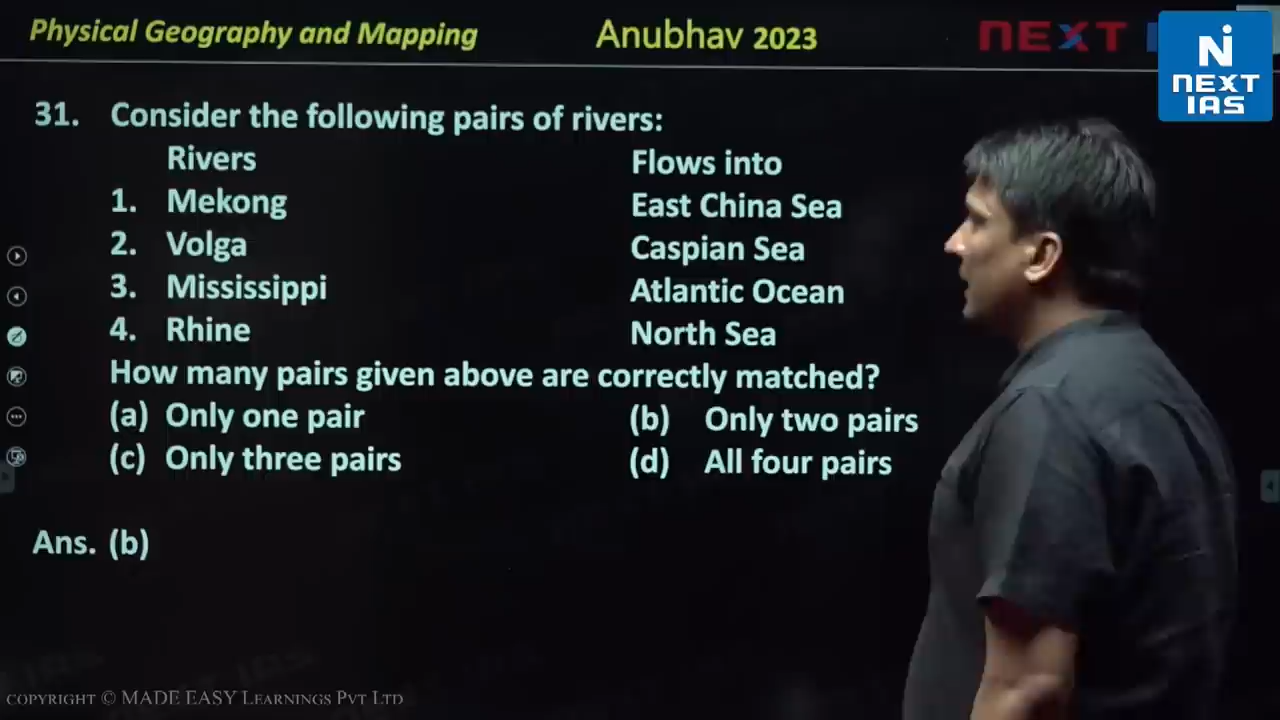 Physical Geography and Mapping Anubhav 2023 NEXT
NEXT
IAS
31. Consider the following pairs of rivers:
Rivers Flows into
1. Mekong East China Sea
2. Volga Caspian Sea
3. Mississippi Atlantic Ocean
4. Rhine North Sea
How many pairs given above are correctly matched?
(a) Only one pair (b) Only two pairs
(c) Only three pairs (d) All four pairs
Ans. (b)
COPYRIGHT © MADE EASY LEARNINGS PVT LTD